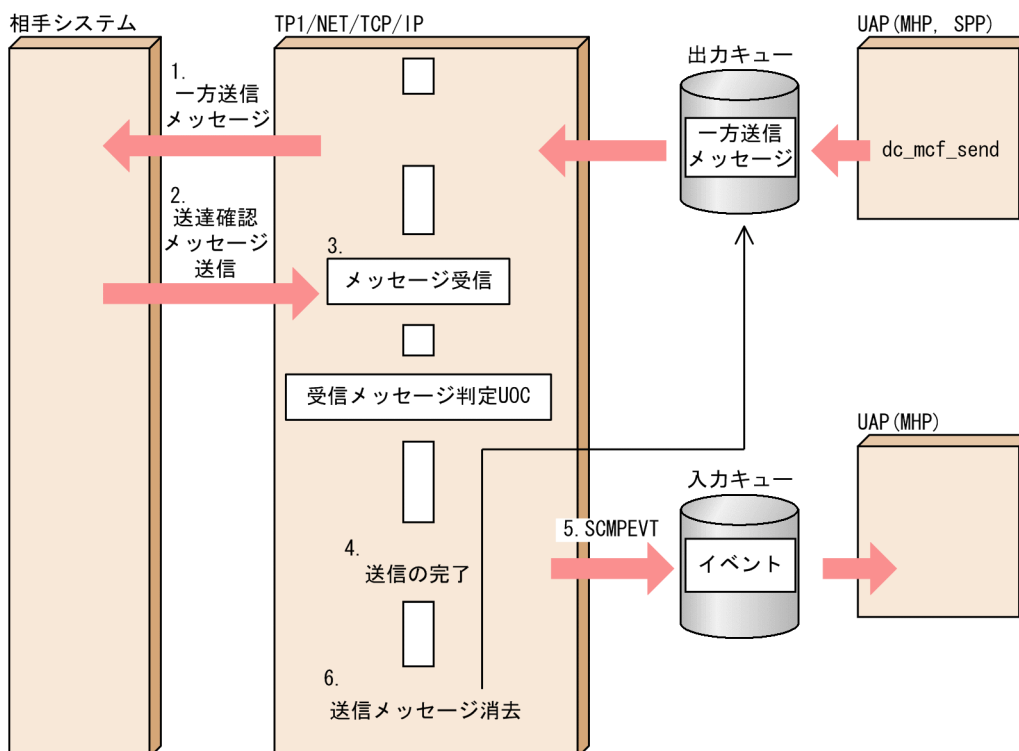 相手システム
TP1/NET/TCP/IP
UAP(MHP, SPP)
出力キュー
1.
一方送信
メッセージ
一方送信
メッセージ
dc_mcf_send
2.
送達確認
メッセージ
送信
3.
メッセージ受信
受信メッセージ判定UOC
UAP(MHP)
入力キュー
5.SCMPEVT
イベント
4.
送信の完了
6.
送信メッセージ消去